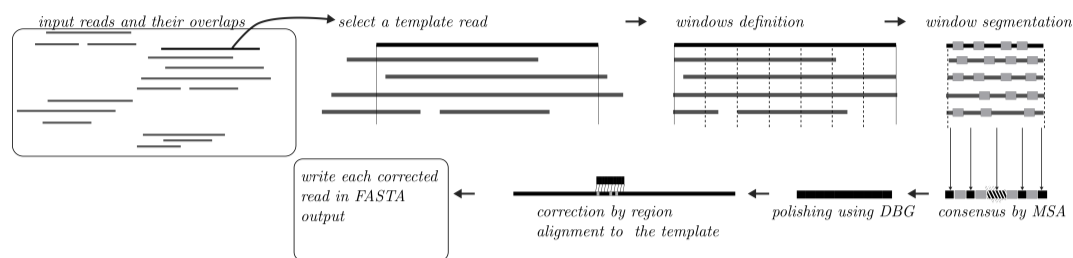 input reads and their overlaps
select a template read
windows definition
window segmentation
write each corrected
read in FASTA
output
correction by region
alignment to the template
polishing using DBG
consensus by MSA